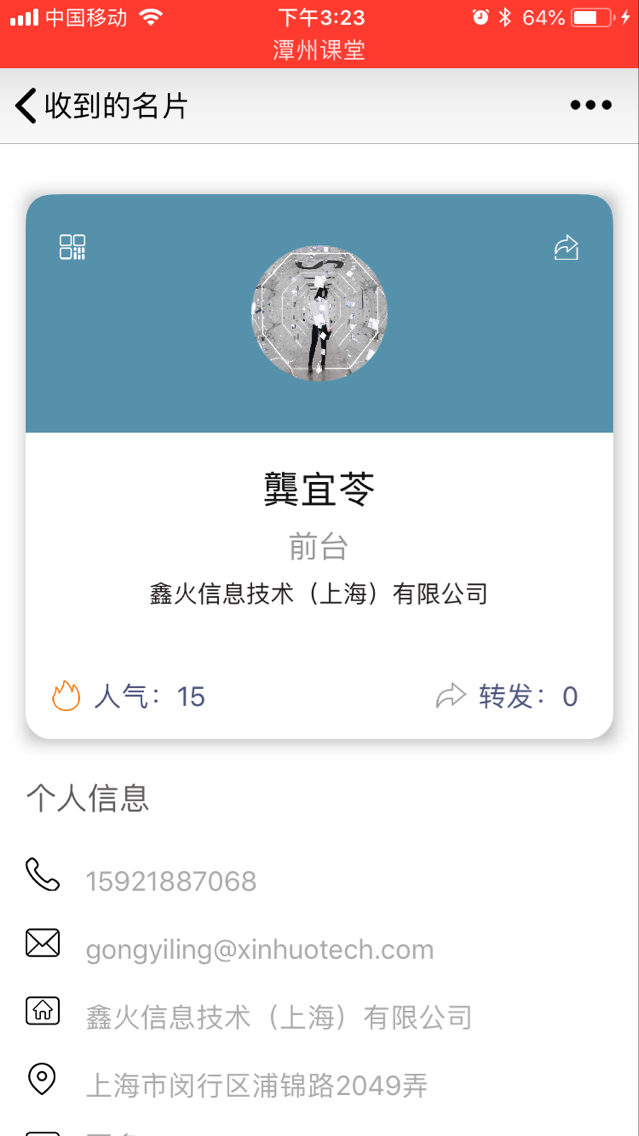 中国移动 下午3:23 64%
潭州课堂
收到的名片
龔宜苓
前台
鑫火信息技术（上海）有限公司
人气：15 转发：0
个人信息
15921887068
gongyiling@xinhuotech.com
鑫火信息技术（上海）有限公司
上海市闵行区浦锦路2049弄